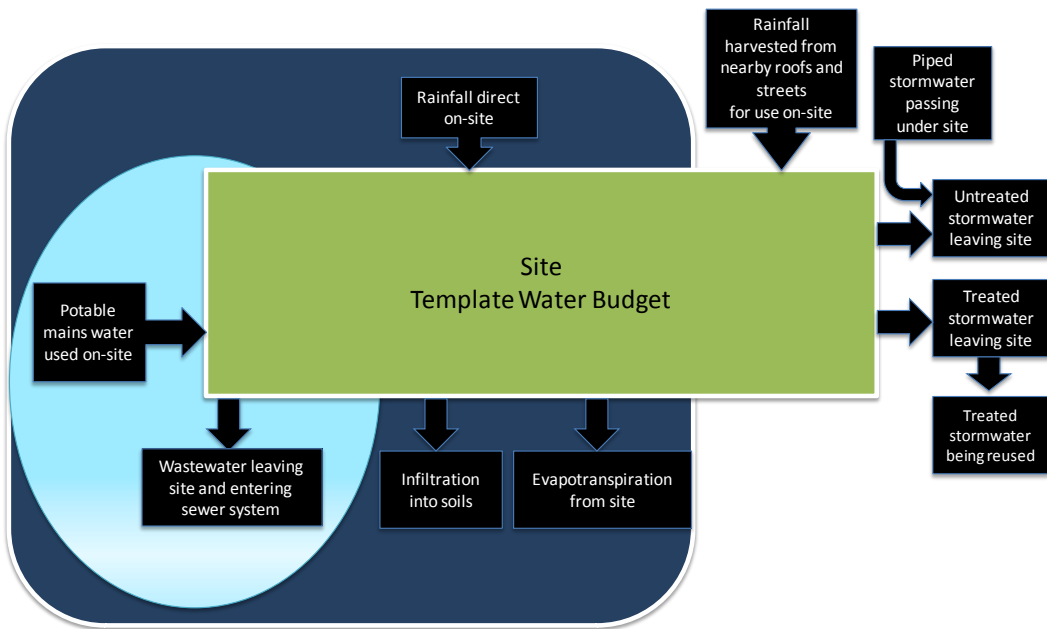 Rainfall
harvested from
nearby roofs and
streets
for use on-site
Piped
stormwater
passing
under site
Rainfall direct
on-site
Untreated
stormwater
leaving site
Site
Template Water Budget
Potable
mains water
used on-site
Treated
stormwater
leaving site
Treated
stormwater
being reused
Wastewater leaving
site and entering
sewer system
Infiltration
into soils
Evapotranspiration
from site